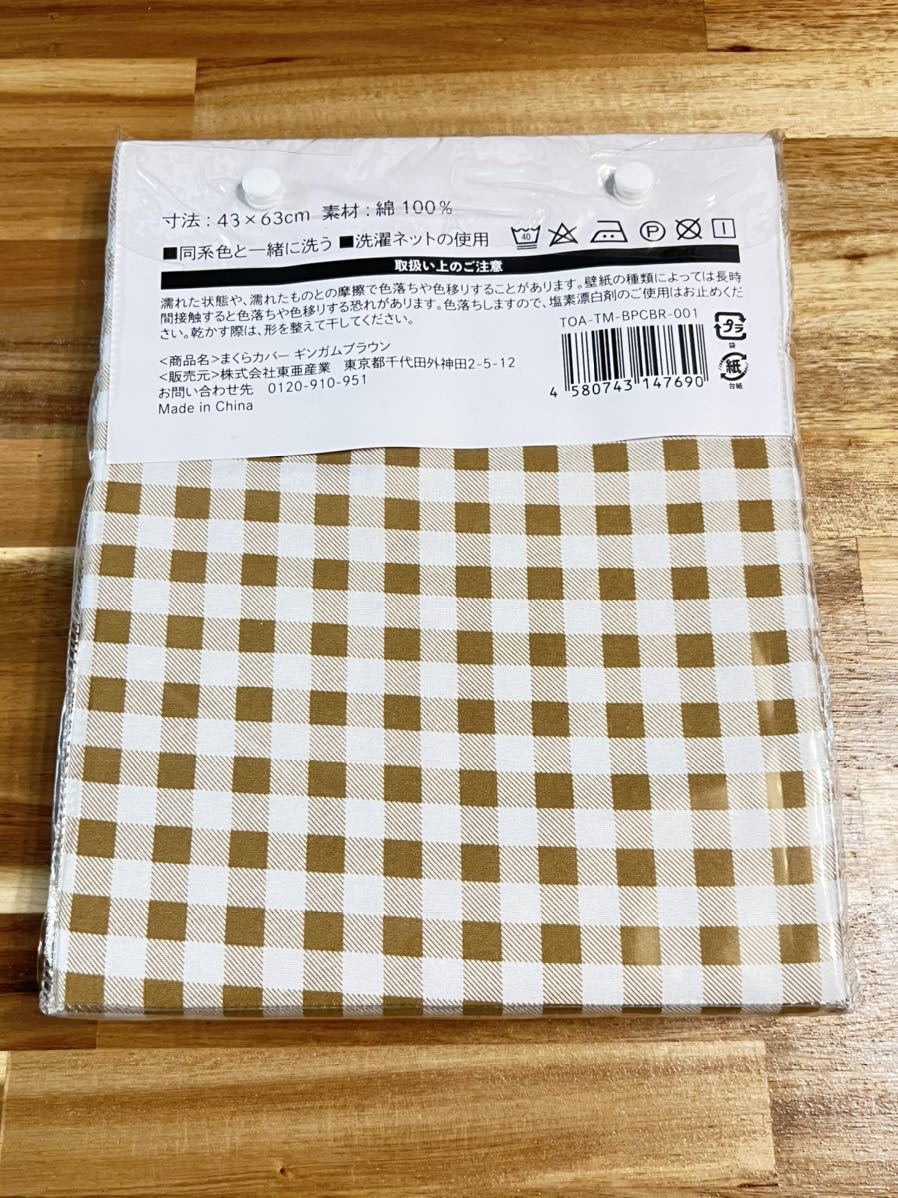 寸法 : 43×63cm 素材 : 綿 100%
■同系色と一緒に洗う ■洗濯ネットの使用 40 P
取扱い上のご注意
濡れた状態や、濡れたものとの摩擦で色落ちや色移りすることがあります。壁紙の種類によっては長時
間接触すると色落ちや色移りする恐れがあります。色落ちしますので、塩素漂白剤のご使用はお止めくだ
さい。乾かす際は、形を整えて干してください。
TOA-TM-BPCBR-001
プラ
袋
<商品名>まくらカバー ギンガムブラウン
<販売元>株式会社東亜産業 東京都千代田外神田2-5-12
お問い合わせ先 0120-910-951
Made in China
4 580743 147690
紙
台紙